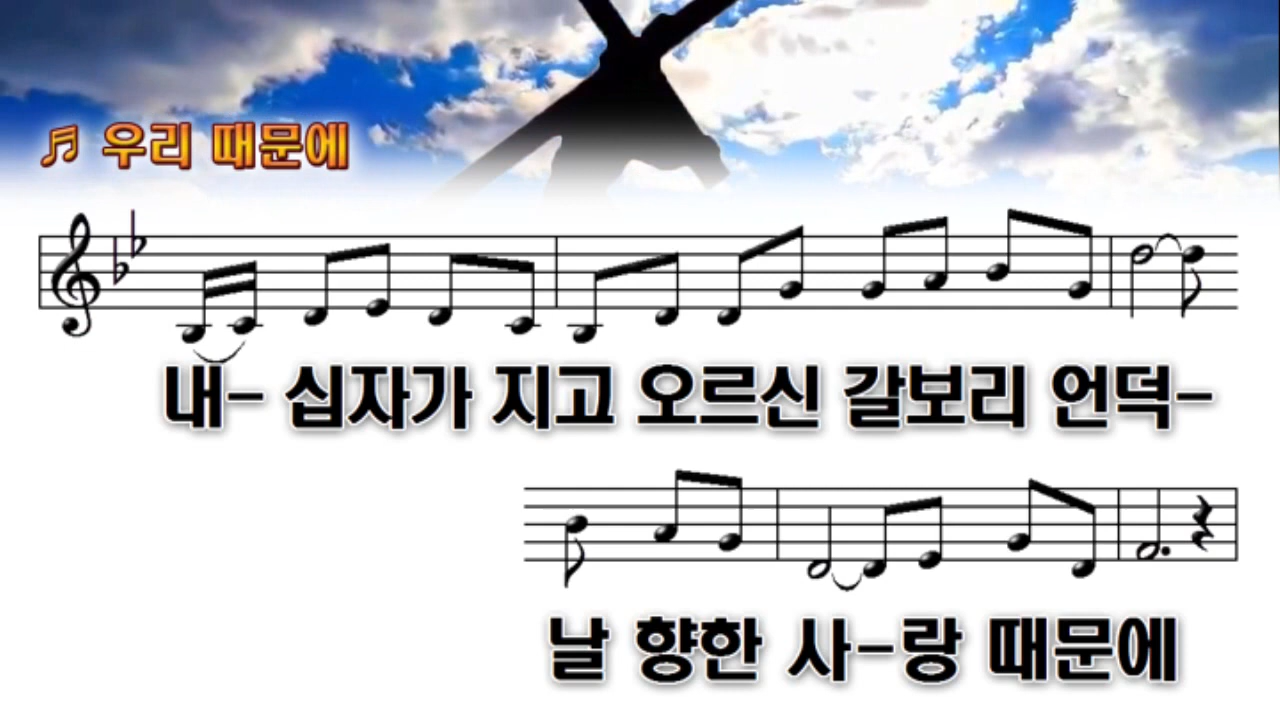 ♬ 우리 때문에
내- 십자가 지고 오르신 갈보리 언덕-
날 향한 사-랑 때문에